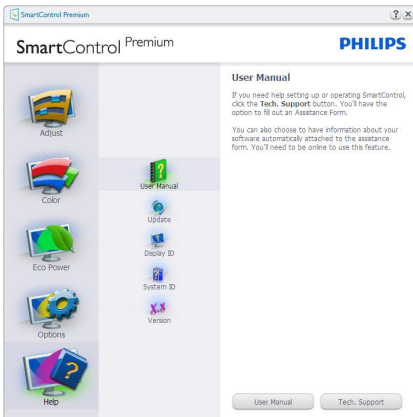 SmartControl Premium
SmartControl Premium
PHILIPS
Adjust
Color
Eco Power
Options
Help
User Manual
Update
Display ID
System ID
Version
User Manual
If you need help setting up or operating SmartControl,
click the Tech. Support button. You'll have the
option to fill out an Assistance Form.
You can also choose to have information about your
software automatically attached to the assistance
form. You'll need to be online to use this feature.
User Manual
Tech. Support